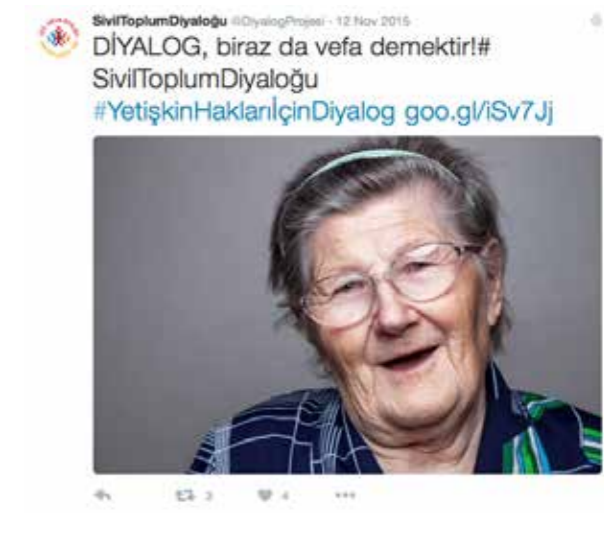 SivilToplumDiyaloğu @DiyalogProjesi - 12 Nov 2015
DİYALOG, biraz da vefa demektir!#
SivilToplumDiyaloğu
#YetişkinHaklarıİçinDiyalog goo.gl/iSv7Jj
3 4